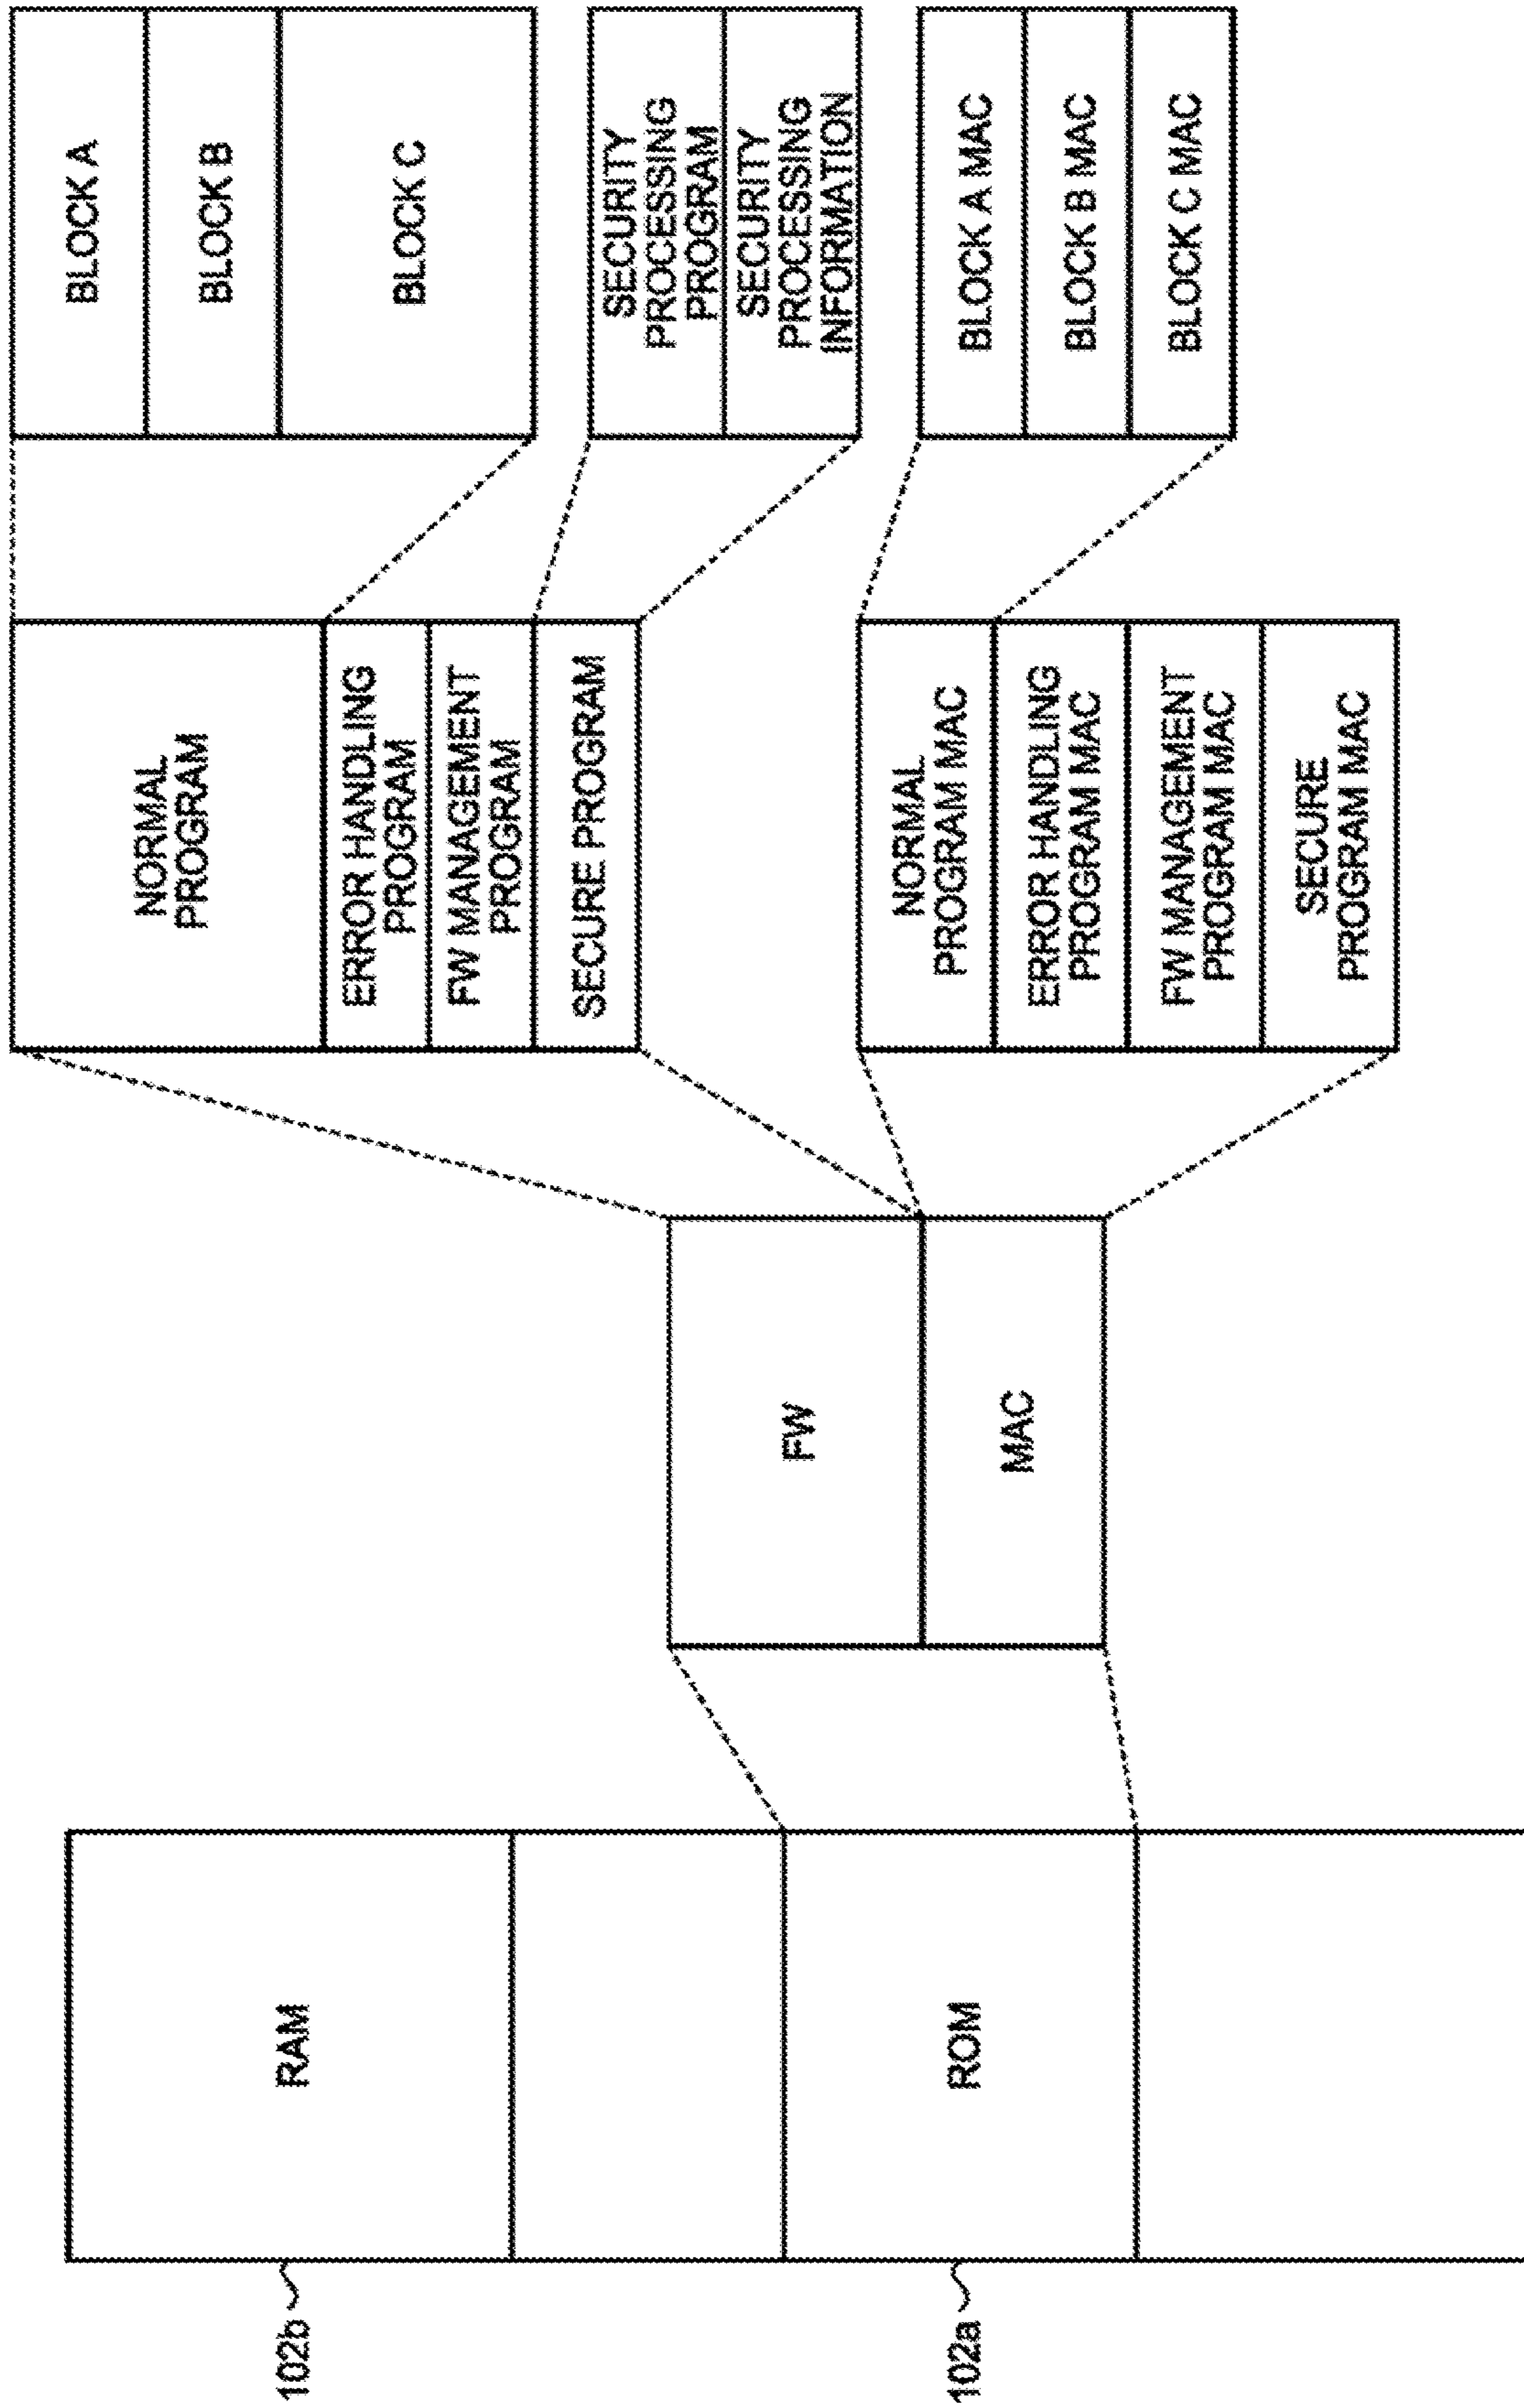 102b
RAM
102a
ROM
FW
MAC
NORMAL
PROGRAM
ERROR HANDLING
PROGRAM
FW MANAGEMENT
PROGRAM
SECURE PROGRAM
NORMAL
PROGRAM MAC
ERROR HANDLING
PROGRAM MAC
FW MANAGEMENT
PROGRAM MAC
SECURE
PROGRAM MAC
BLOCK A
BLOCK B
BLOCK C
SECURITY
PROCESSING
PROGRAM
SECURITY
PROCESSING
INFORMATION
BLOCK A MAC
BLOCK B MAC
BLOCK C MAC